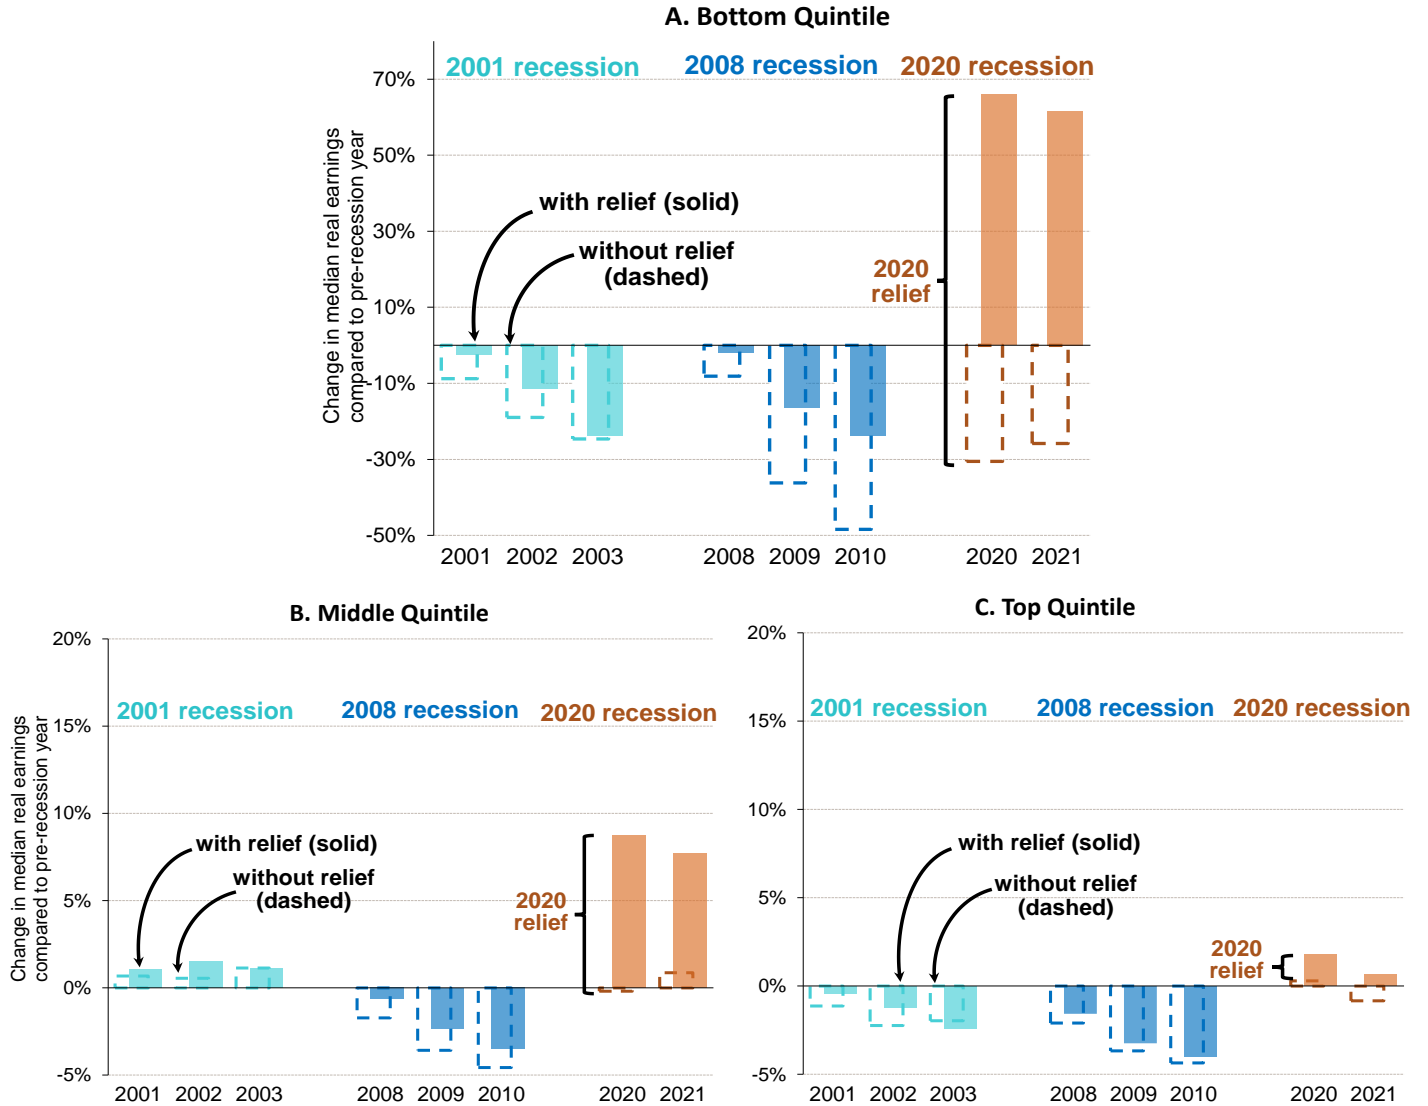 A. Bottom Quintile
2001 recession
2008 recession
2020 recession
Change in median real earnings
compared to pre-recession year
70%
50%
30%
10%
-10%
-30%
-50%
with relief (solid)
without relief
(dashed)
2020
relief
2001
2002
2003
2008
2009
2010
2020
2021
B. Middle Quintile
Change in median real earnings
compared to pre-recession year
20%
15%
10%
5%
0%
-5%
2001 recession
2008 recession
2020 recession
with relief (solid)
without relief
(dashed)
2020
relief
2001
2002
2003
2008
2009
2010
2020
2021
C. Top Quintile
20%
15%
10%
5%
0%
-5%
2001 recession
2008 recession
2020 recession
with relief (solid)
without relief
(dashed)
2020
relief
2001
2002
2003
2008
2009
2010
2020
2021